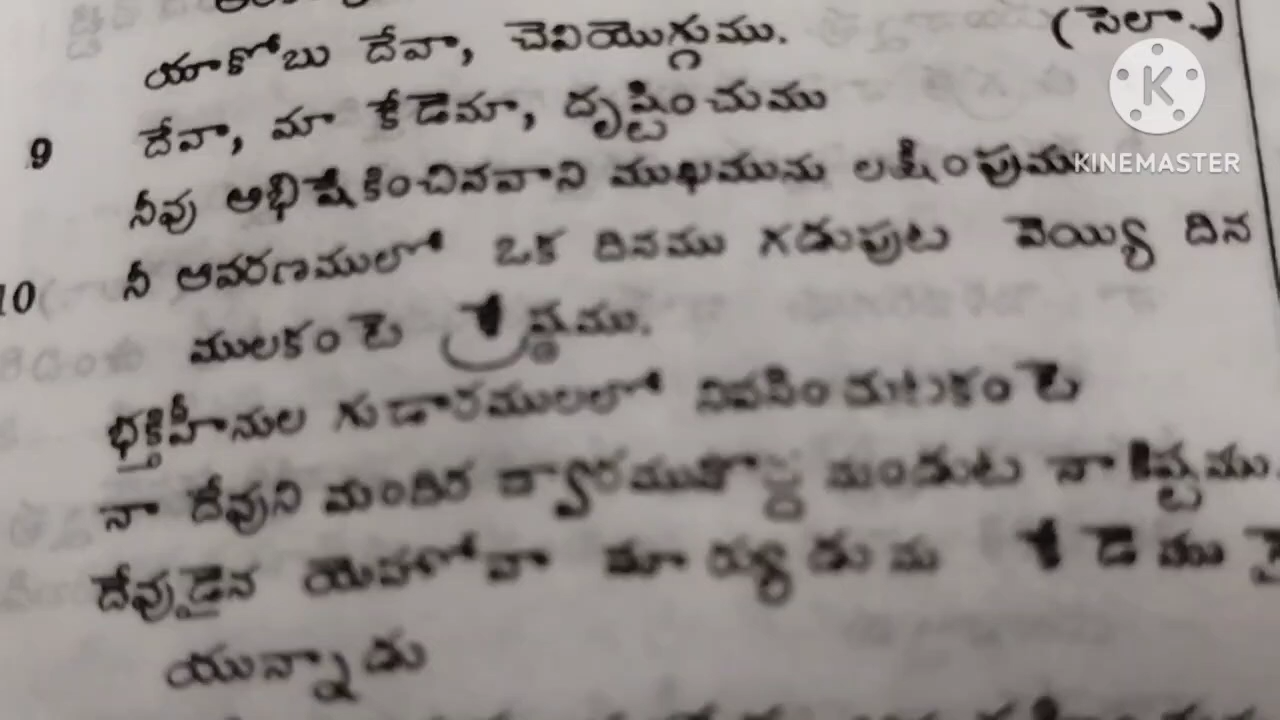 యాకోబు దేవా, చెవియొగ్గుము. (సెలా.)
9 దేవా, మా కేడెమా, దృష్టించుము
నీవు అభిషేకించినవాని ముఖమును లక్షింపుము
10 నీ ఆవరణములో ఒక దినము గడుపుట వెయ్యి దిన
ములకంటె శ్రేష్ఠము.
భక్తిహీనుల గుడారములలో నివసించుటకంటె
నా దేవుని మందిర ద్వారమునొద్ద నుండుట నా కిష్టము.
దేవుడైన యెహోవా సూర్యుడును కేడెమునై
యున్నాడు
KINEMASTER